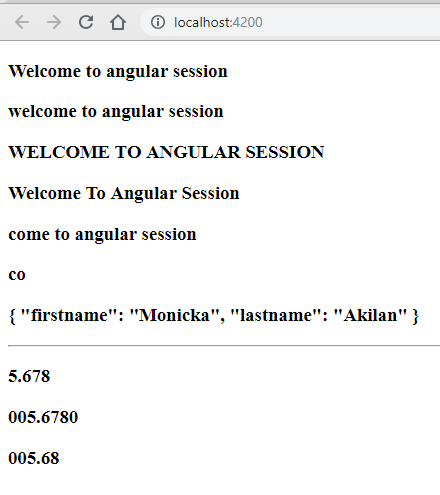 localhost:4200
Welcome to angular session
welcome to angular session
WELCOME TO ANGULAR SESSION
Welcome To Angular Session
come to angular session
co
{ "firstname": "Monicka", "lastname": "Akilan" }
5.678
005.6780
005.68